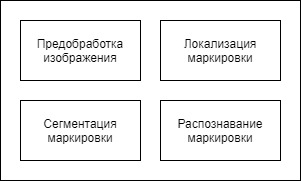 Предобработка
изображения
Локализация
маркировки
Сегментация
маркировки
Распознавание
маркировки